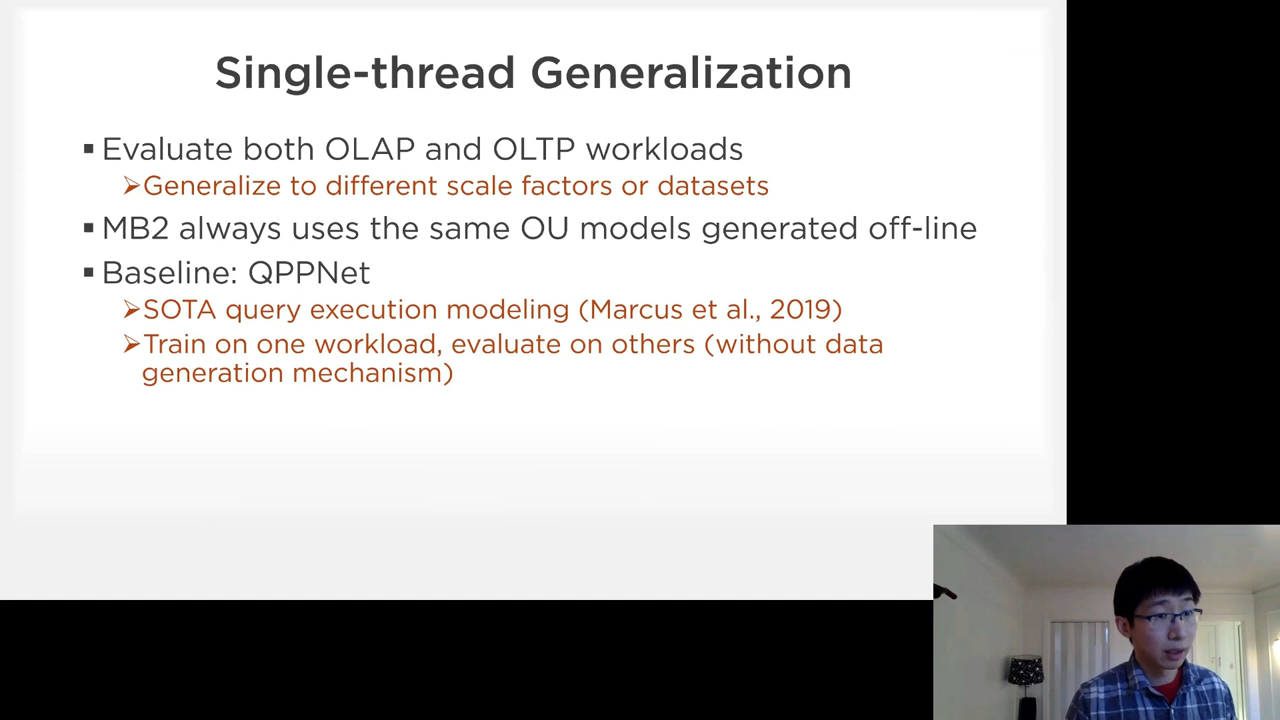 Single-thread Generalization
▪ Evaluate both OLAP and OLTP workloads
➢Generalize to different scale factors or datasets
▪ MB2 always uses the same OU models generated off-line
▪ Baseline: QPPNet
➢SOTA query execution modeling (Marcus et al., 2019)
➢Train on one workload, evaluate on others (without data
generation mechanism)